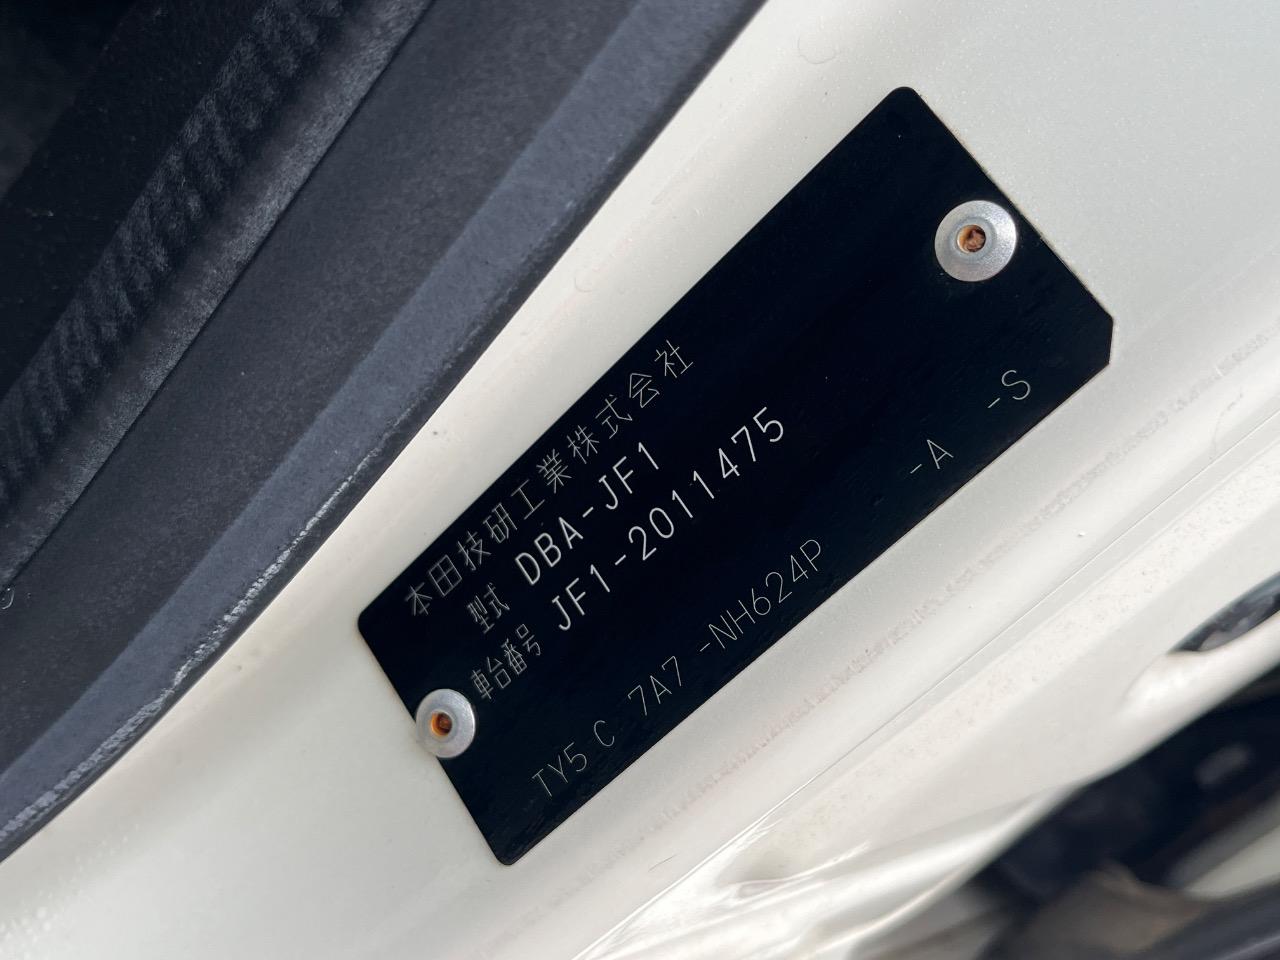 本田技研工業株式会社
型式 DBA-JF1
車台番号 JF1-2011475
TY5 C 7A7 -NH624P -A -S